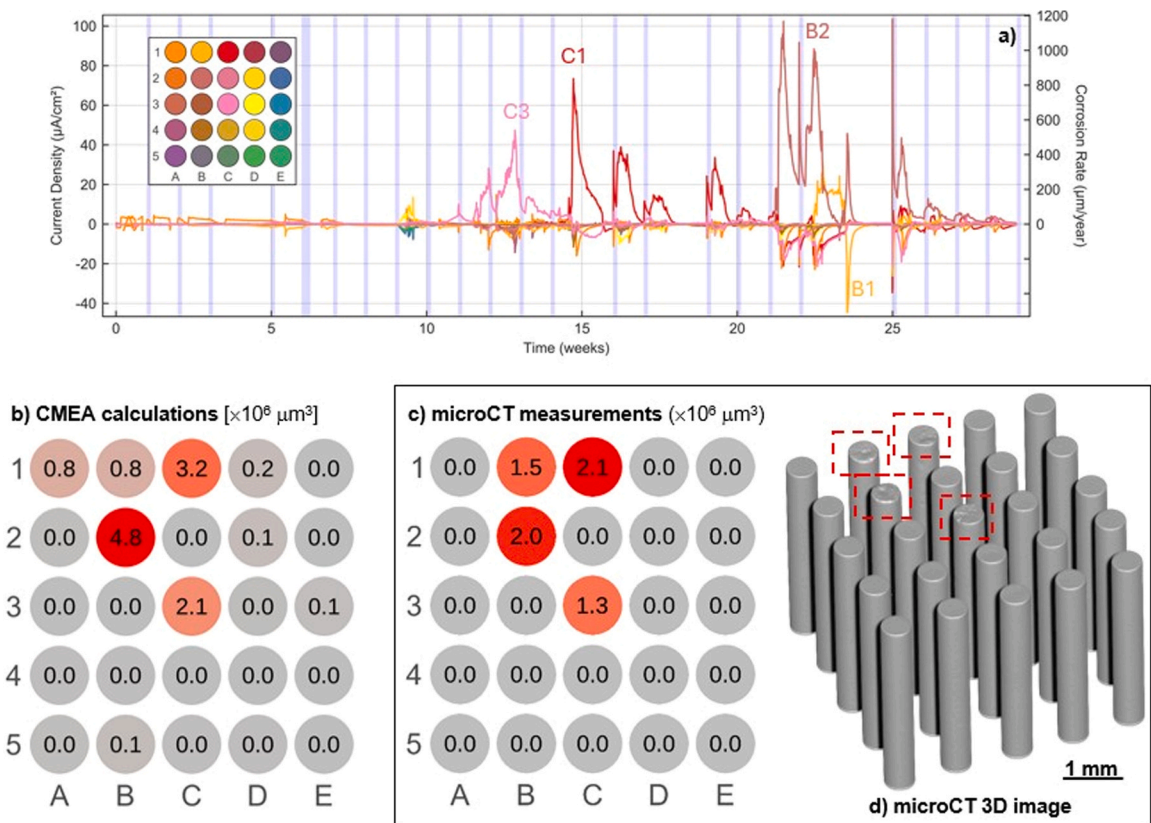 a)
B2
C1
C3
B1
A1
1
2
3
4
5
A B C D E
100
80
60
40
20
0
-20
-40
Current Density (µA/cm²)
1200
1000
800
600
400
200
0
Corrosion Rate (µm/year)
0 5 10 15 20 25
Time (weeks)
b) CMEA calculations [×10⁶ µm³]
1 0.8 0.8 3.2 0.2 0.0
2 0.0 4.8 0.0 0.1 0.0
3 0.0 0.0 2.1 0.0 0.1
4 0.0 0.0 0.0 0.0 0.0
5 0.0 0.1 0.0 0.0 0.0
A B C D E
c) microCT measurements (×10⁶ µm³)
1 0.0 1.5 2.1 0.0 0.0
2 0.0 2.0 0.0 0.0 0.0
3 0.0 0.0 1.3 0.0 0.0
4 0.0 0.0 0.0 0.0 0.0
5 0.0 0.0 0.0 0.0 0.0
A B C D E
1 mm
d) microCT 3D image